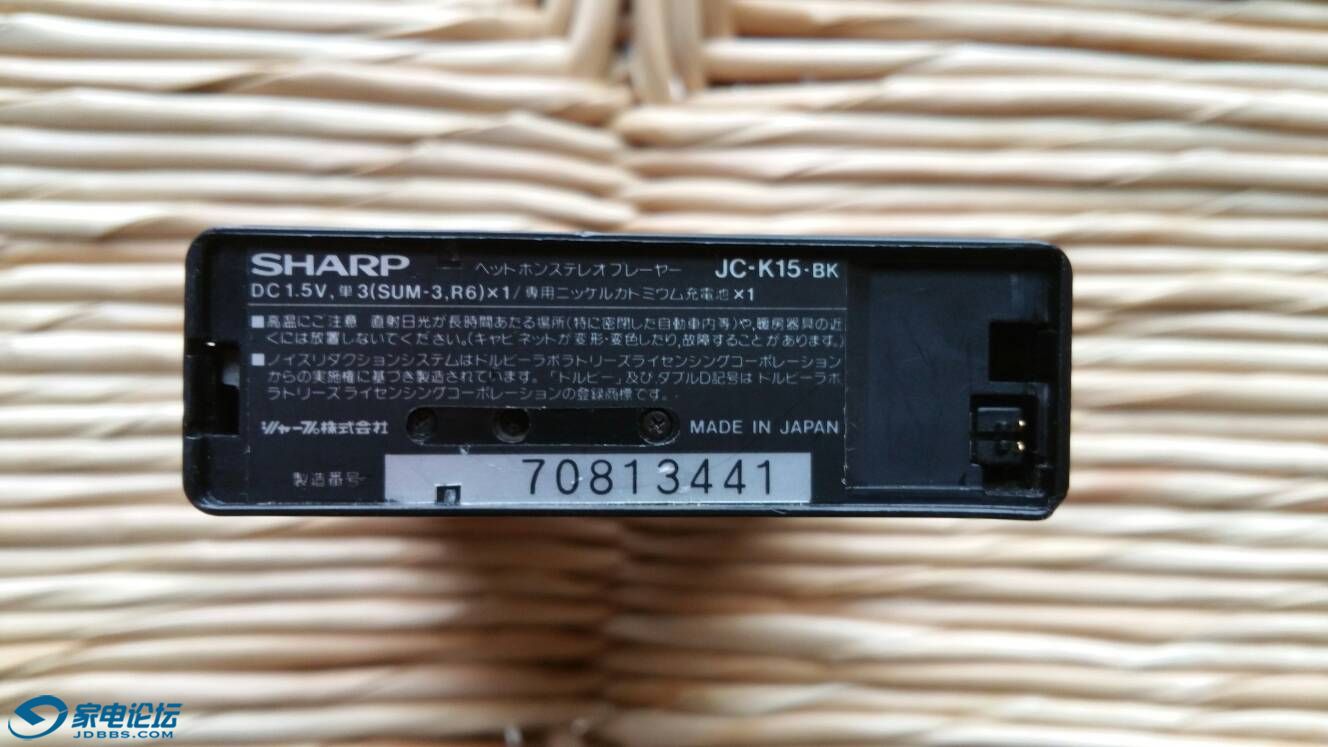 SHARP ヘッドホンステレオプレーヤー JC-K15-BK
DC1.5V, 単3(SUM-3,R6)×1/専用ニッケルカドミウム充電池×1
■高温にご注意 直射日光が長時間あたる場所(特に密閉した自動車内等)や、暖房器具の近
くには放置しないでください。(キャビネットが変形・変色したり,故障することがあります。)
■ノイズリダクションシステムはドルビーラボラトリーズライセンシングコーポレーション
からの実施権に基づき製造されています。「ドルビー」及びダブルD記号はドルビーラボ
ラトリーズライセンシングコーポレーションの登録商標です。
シャープ株式会社 MADE IN JAPAN
製造番号 70813441
家电论坛
JDBBS.COM